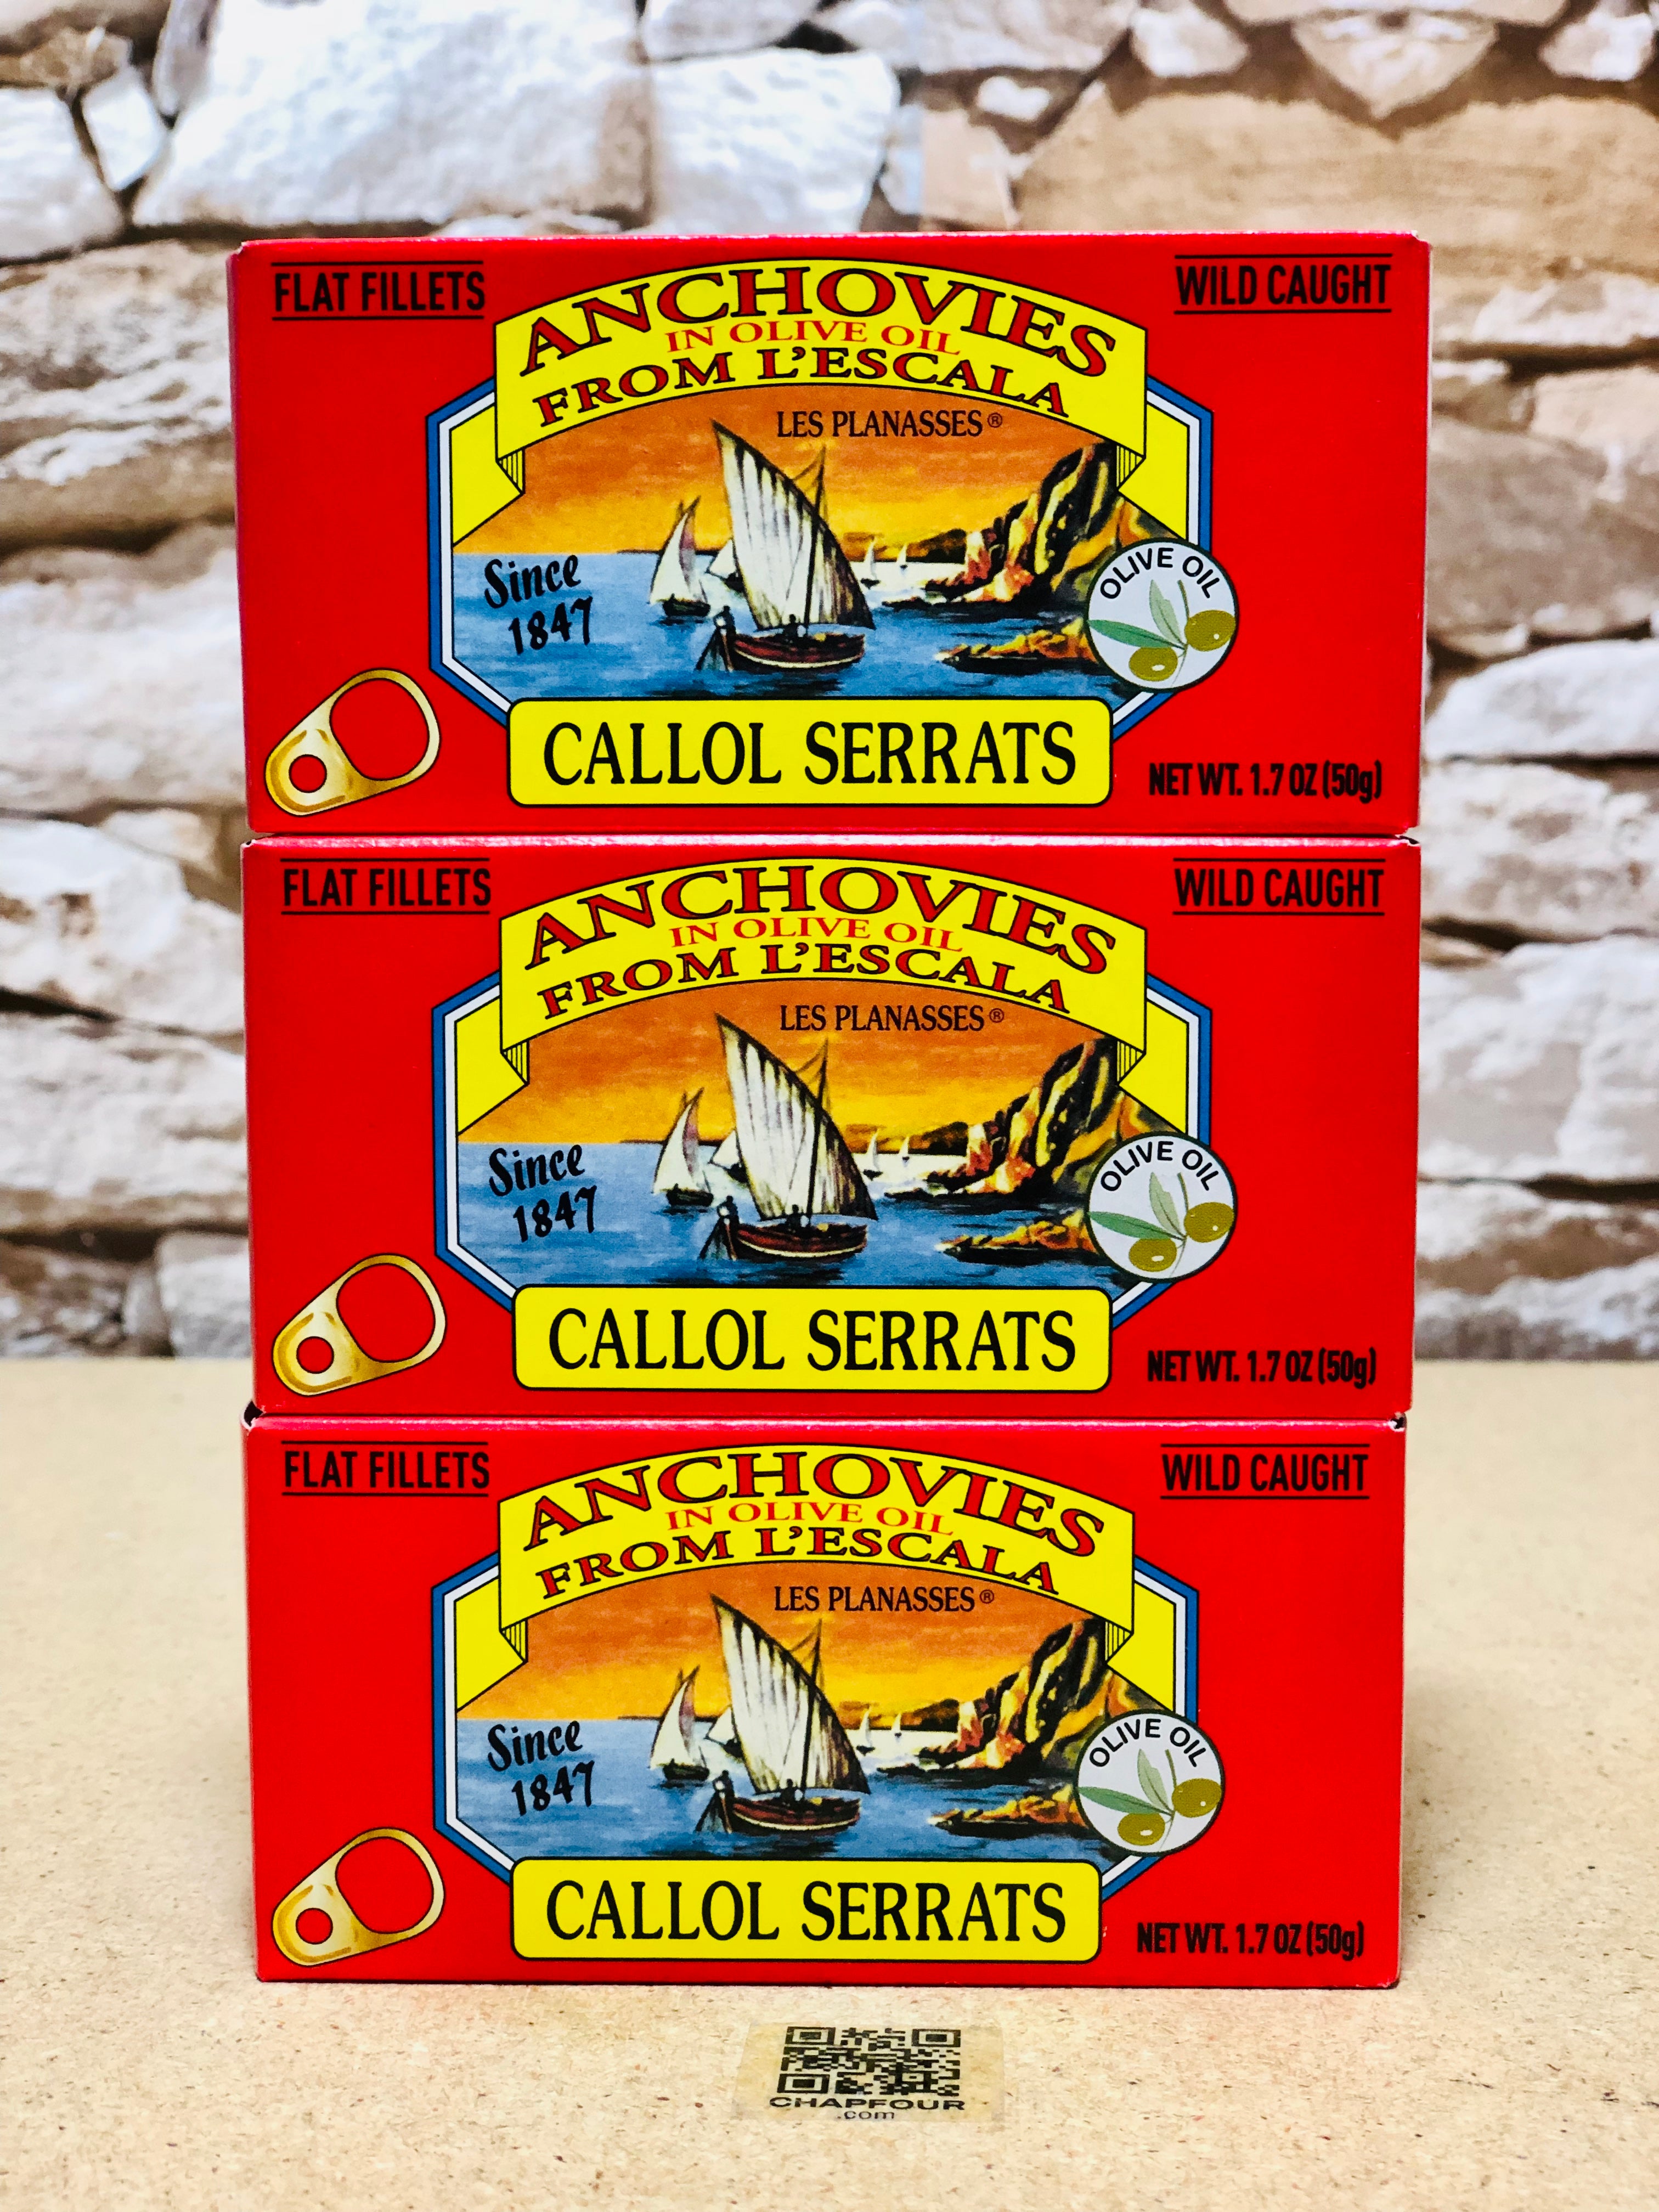 FLAT FILLETS
WILD CAUGHT
ANCHOVIES
IN OLIVE OIL
FROM L'ESCALA
LES PLANASSES®
Since
1847
OLIVE OIL
CALLOL SERRATS
NET WT. 1.7 OZ (50g)
FLAT FILLETS
WILD CAUGHT
ANCHOVIES
IN OLIVE OIL
FROM L'ESCALA
LES PLANASSES®
Since
1847
OLIVE OIL
CALLOL SERRATS
NET WT. 1.7 OZ (50g)
FLAT FILLETS
WILD CAUGHT
ANCHOVIES
IN OLIVE OIL
FROM L'ESCALA
LES PLANASSES®
Since
1847
OLIVE OIL
CALLOL SERRATS
NET WT. 1.7 OZ (50g)
CHAPFOUR
.com